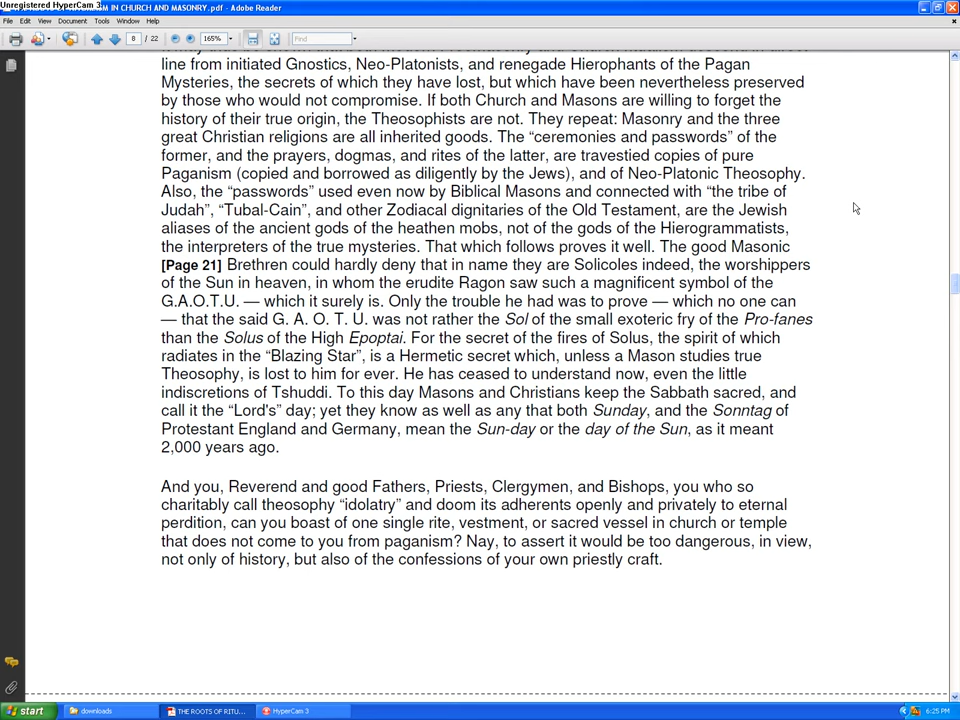 Unregistered HyperCam 3
M IN CHURCH AND MASONRY.pdf - Adobe Reader
File Edit View Document Tools Window Help
8 / 22 165% Find
line from initiated Gnostics, Neo-Platonists, and renegade Hierophants of the Pagan
Mysteries, the secrets of which they have lost, but which have been nevertheless preserved
by those who would not compromise. If both Church and Masons are willing to forget the
history of their true origin, the Theosophists are not. They repeat: Masonry and the three
great Christian religions are all inherited goods. The “ceremonies and passwords” of the
former, and the prayers, dogmas, and rites of the latter, are travestied copies of pure
Paganism (copied and borrowed as diligently by the Jews), and of Neo-Platonic Theosophy.
Also, the “passwords” used even now by Biblical Masons and connected with “the tribe of
Judah”, “Tubal-Cain”, and other Zodiacal dignitaries of the Old Testament, are the Jewish
aliases of the ancient gods of the heathen mobs, not of the gods of the Hierogrammatists,
the interpreters of the true mysteries. That which follows proves it well. The good Masonic
[Page 21] Brethren could hardly deny that in name they are Solicoles indeed, the worshippers
of the Sun in heaven, in whom the erudite Ragon saw such a magnificent symbol of the
G.A.O.T.U. — which it surely is. Only the trouble he had was to prove — which no one can
— that the said G. A. O. T. U. was not rather the Sol of the small exoteric fry of the Pro-fanes
than the Solus of the High Epoptai. For the secret of the fires of Solus, the spirit of which
radiates in the “Blazing Star”, is a Hermetic secret which, unless a Mason studies true
Theosophy, is lost to him for ever. He has ceased to understand now, even the little
indiscretions of Tshuddi. To this day Masons and Christians keep the Sabbath sacred, and
call it the “Lord's” day; yet they know as well as any that both Sunday, and the Sonntag of
Protestant England and Germany, mean the Sun-day or the day of the Sun, as it meant
2,000 years ago.
And you, Reverend and good Fathers, Priests, Clergymen, and Bishops, you who so
charitably call theosophy “idolatry” and doom its adherents openly and privately to eternal
perdition, can you boast of one single rite, vestment, or sacred vessel in church or temple
that does not come to you from paganism? Nay, to assert it would be too dangerous, in view,
not only of history, but also of the confessions of your own priestly craft.
start downloads THE ROOTS OF RITU... HyperCam 3 6:25 PM